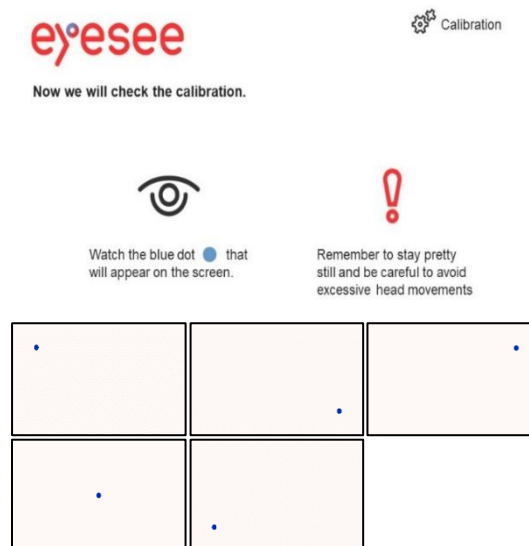 eyesee
Calibration
Now we will check the calibration.
Watch the blue dot that
will appear on the screen.
Remember to stay pretty
still and be careful to avoid
excessive head movements